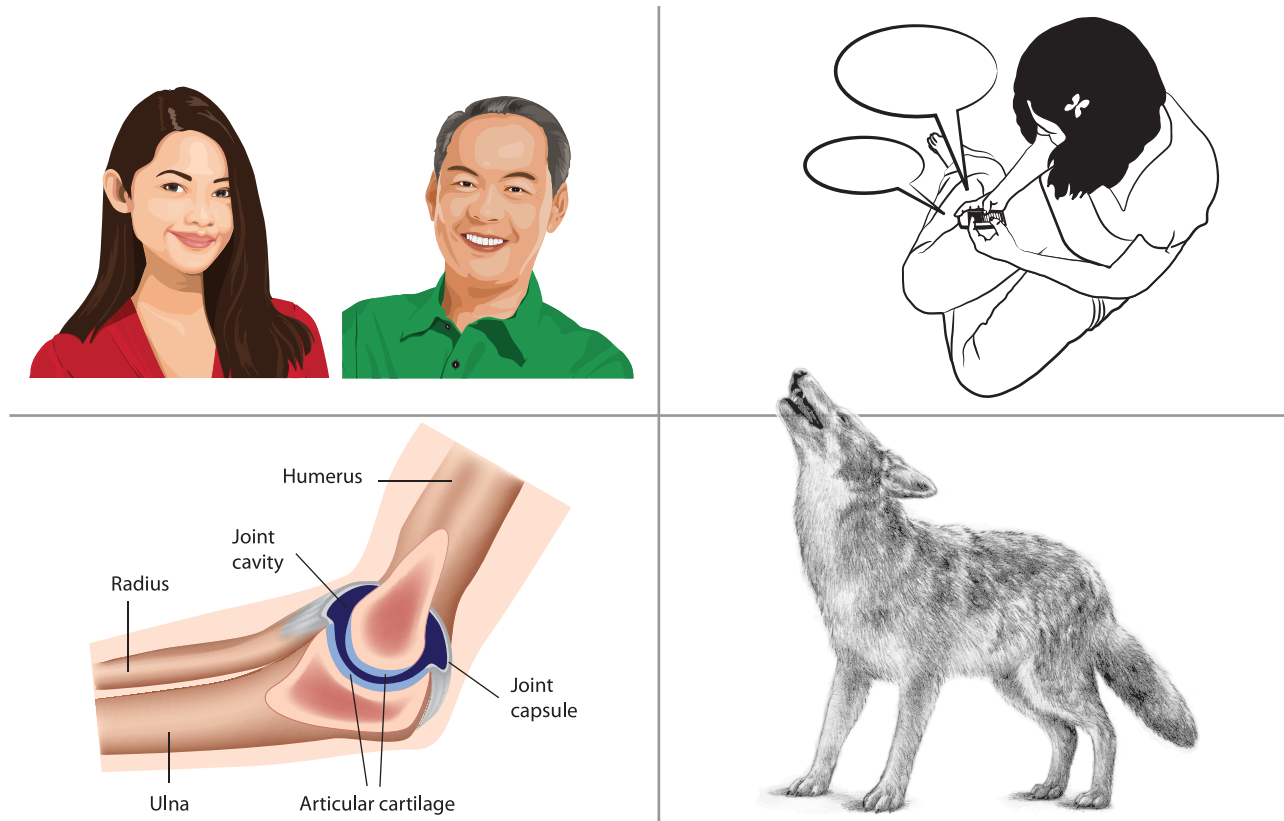 Humerus
Joint
cavity
Radius
Joint
capsule
Ulna
Articular cartilage